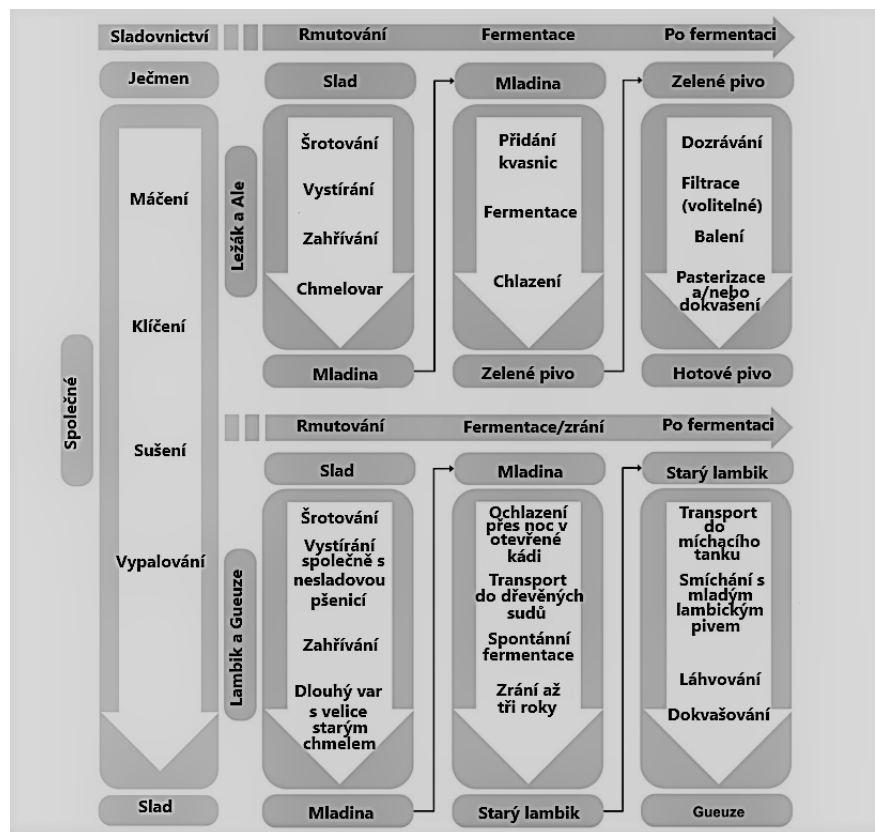 Sladovnictví
Ječmen
Máčení
Klíčení
Sušení
Vypalování
Slad
Společné
Ležák a Ale
Rmutování
Slad
Šrotování
Vystírání
Zahřívání
Chmelovar
Mladina
Fermentace
Mladina
Přidání
kvasnic
Fermentace
Chlazení
Zelené pivo
Po fermentaci
Zelené pivo
Dozrávání
Filtrace
(volitelné)
Balení
Pasterizace
a/nebo
dokvašení
Hotové pivo
Lambik a Gueuze
Rmutování
Slad
Šrotování
Vystírání
společně s
nesladovou
pšenicí
Zahřívání
Dlouhý var
s velice
starým
chmelem
Mladina
Fermentace/zrání
Mladina
Ochlazení
přes noc v
otevřené
kádi
Transport
do dřevěných
sudů
Spontánní
fermentace
Zrání až
tři roky
Starý lambik
Po fermentaci
Starý lambik
Transport
do
míchacího
tanku
Smíchání s
mladým
lambickým
pivem
Láhvování
Dokvašování
Gueuze